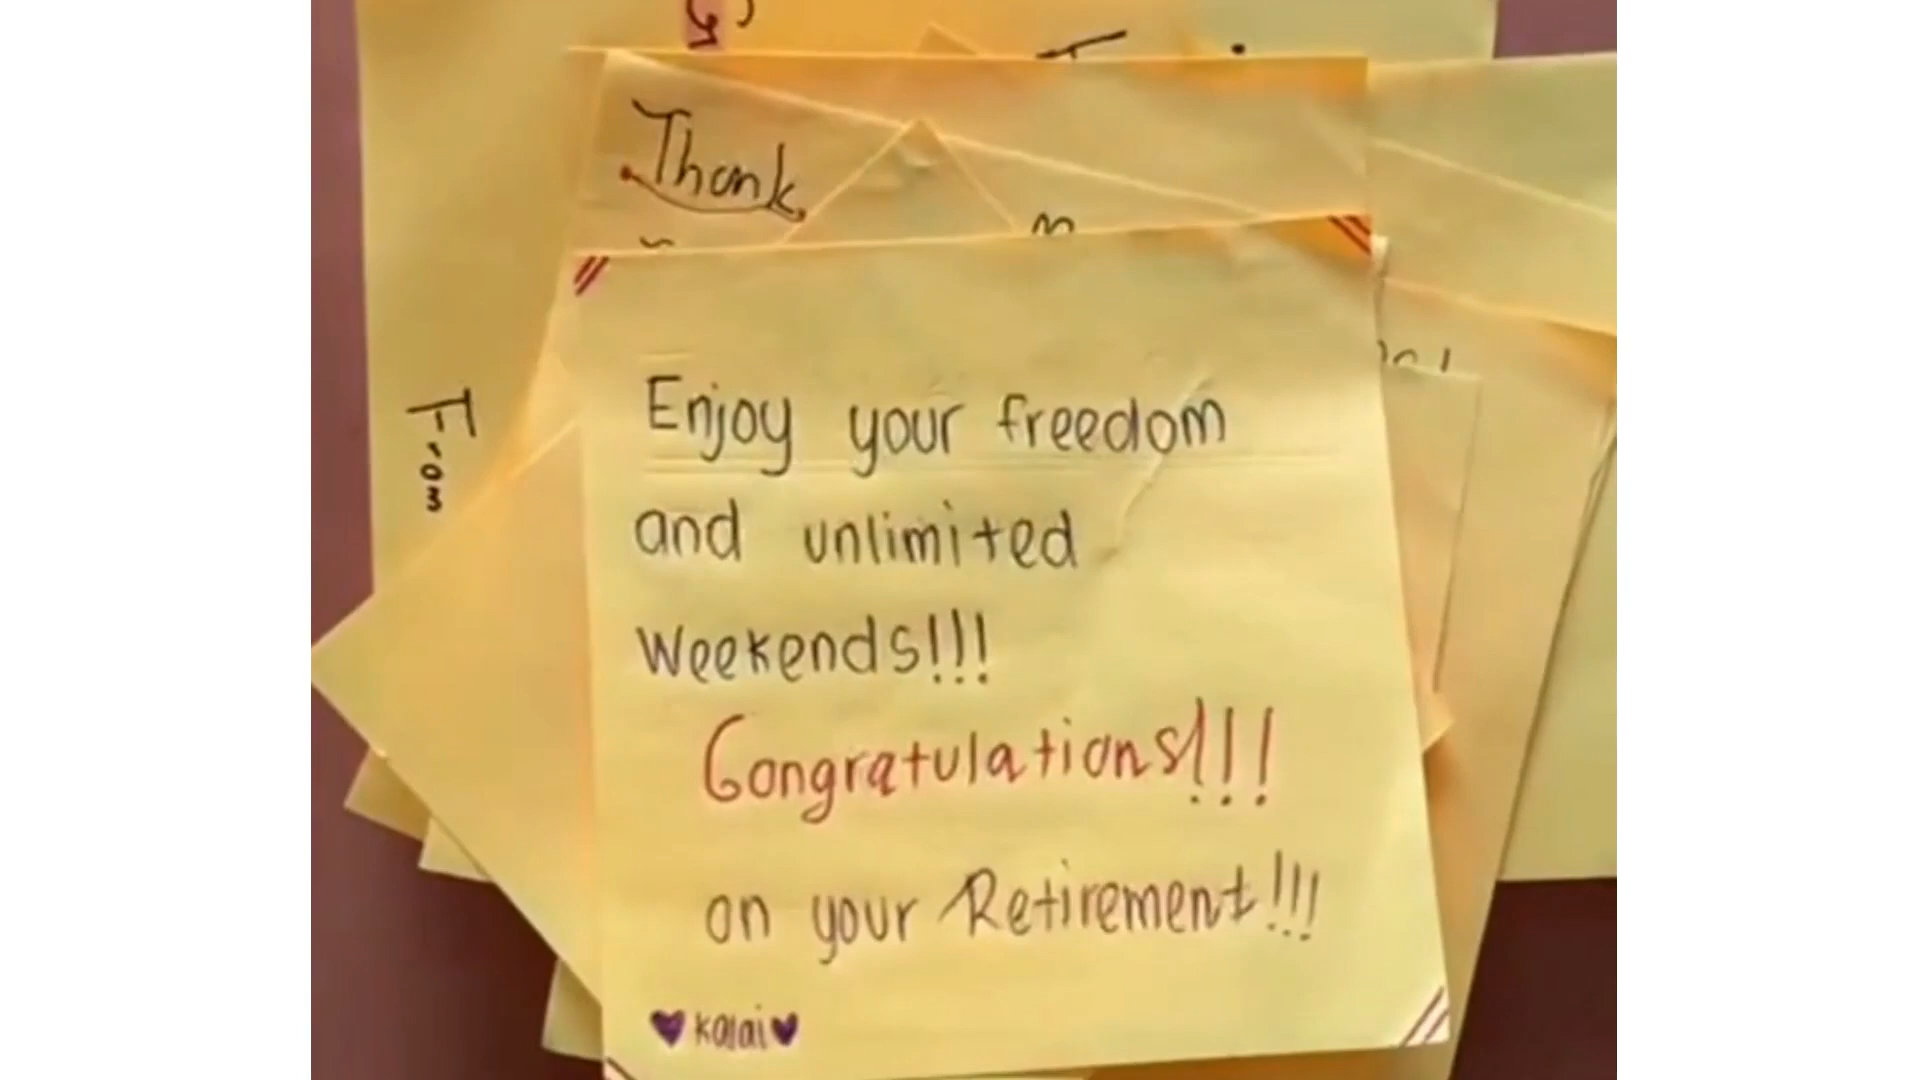 Thank
From
Enjoy your freedom
and unlimited
Weekends!!!
Congratulations!!!
on your Retirement!!!
♥ Kalai ♥